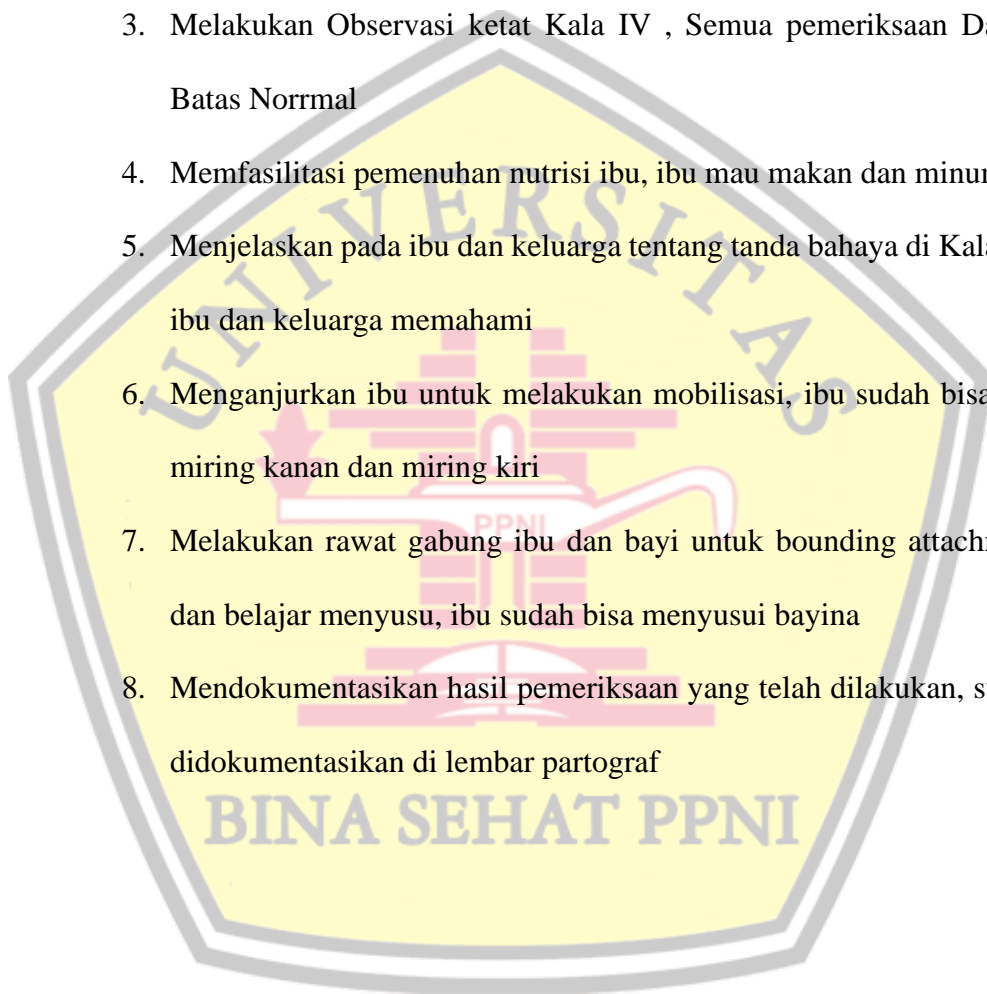 3. Melakukan Observasi ketat Kala IV , Semua pemeriksaan
Batas Norrmal
4. Memfasilitasi pemenuhan nutrisi ibu, ibu mau makan dan
5. Menjelaskan pada ibu dan keluarga tentang tanda bahaya di
ibu dan keluarga memahami
6. Menganjurkan ibu untuk melakukan mobilisasi, ibu sudah bisa
miring kanan dan miring kiri
7. Melakukan rawat gabung ibu dan bayi untuk bounding
dan belajar menyusu, ibu sudah bisa menyusui bayina
8. Mendokumentasikan hasil pemeriksaan yang telah dilakukan,
didokumentasikan di lembar partograf
UNIVERSITAS
PPNI
BINA SEHAT PPNI